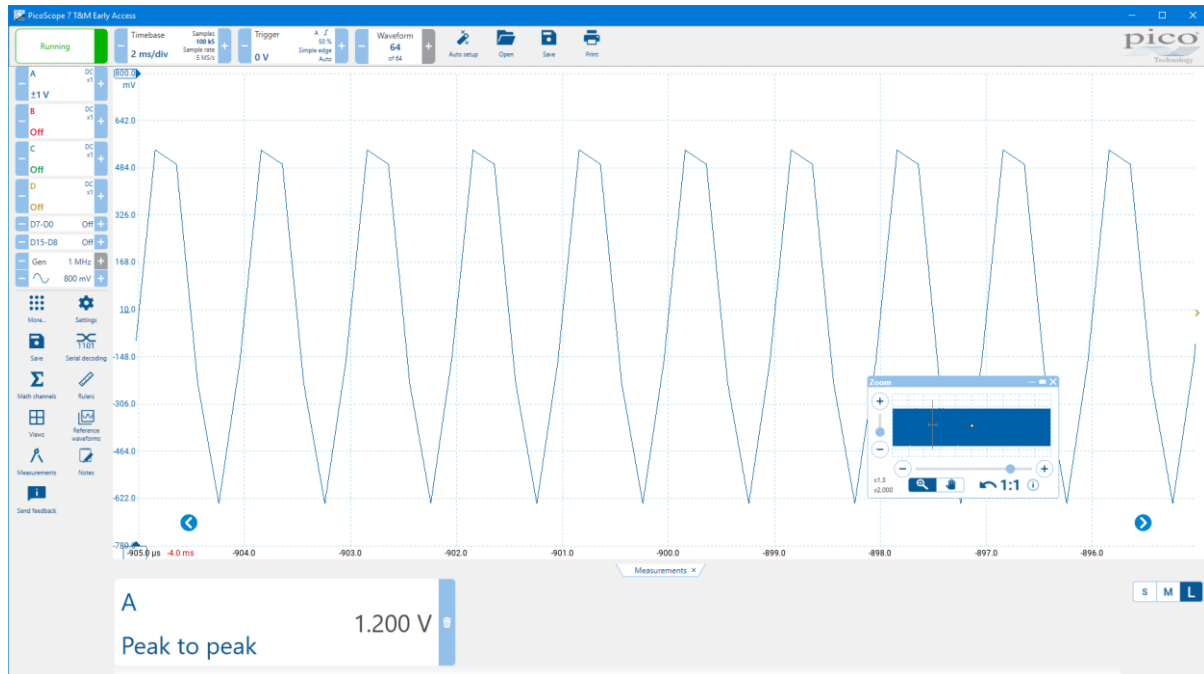 PicoScope 7 T&M Early Access
Running
Timebase
2 ms/div
Samples
100 kS
Sample rate
5 MS/s
Trigger
0 V
A
50 %
Simple edge
Auto
Waveform
64
of 64
Auto setup
Open
Save
Print
pico
Technology
A
DC
x1
±1 V
B
DC
x1
Off
C
DC
x1
Off
D
DC
x1
Off
D7-D0 Off
D15-D8 Off
Gen 1 MHz
800 mV
More...
Settings
Save
Serial decoding
1101
Math channels
Rulers
Views
Reference
waveforms
Measurements
Notes
Send feedback
800.0
mV
642.0
484.0
326.0
168.0
10.0
-148.0
-306.0
-464.0
-622.0
-780.0
-905.0 µs -4.0 ms -904.0 -903.0 -902.0 -901.0 -900.0 -899.0 -898.0 -897.0 -896.0
Zoom
x1.3
x2,000
1:1
Measurements ×
A
Peak to peak
1.200 V
S M L